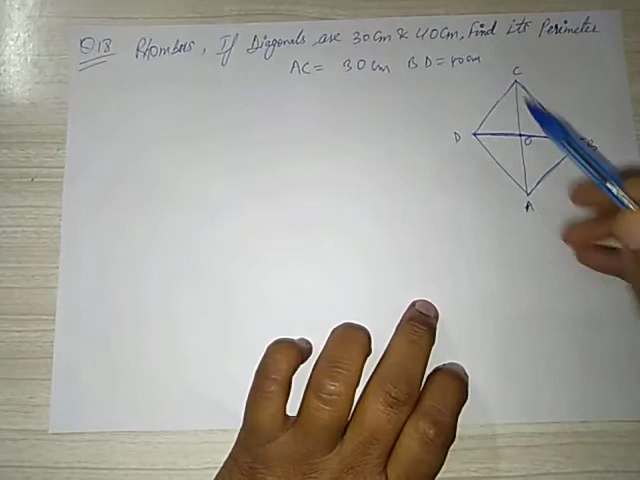 Q18 Rhombus, If Diagonals are 30cm & 40cm, Find its Perimeter
AC = 30cm BD = 40cm
C
D
O
B
A